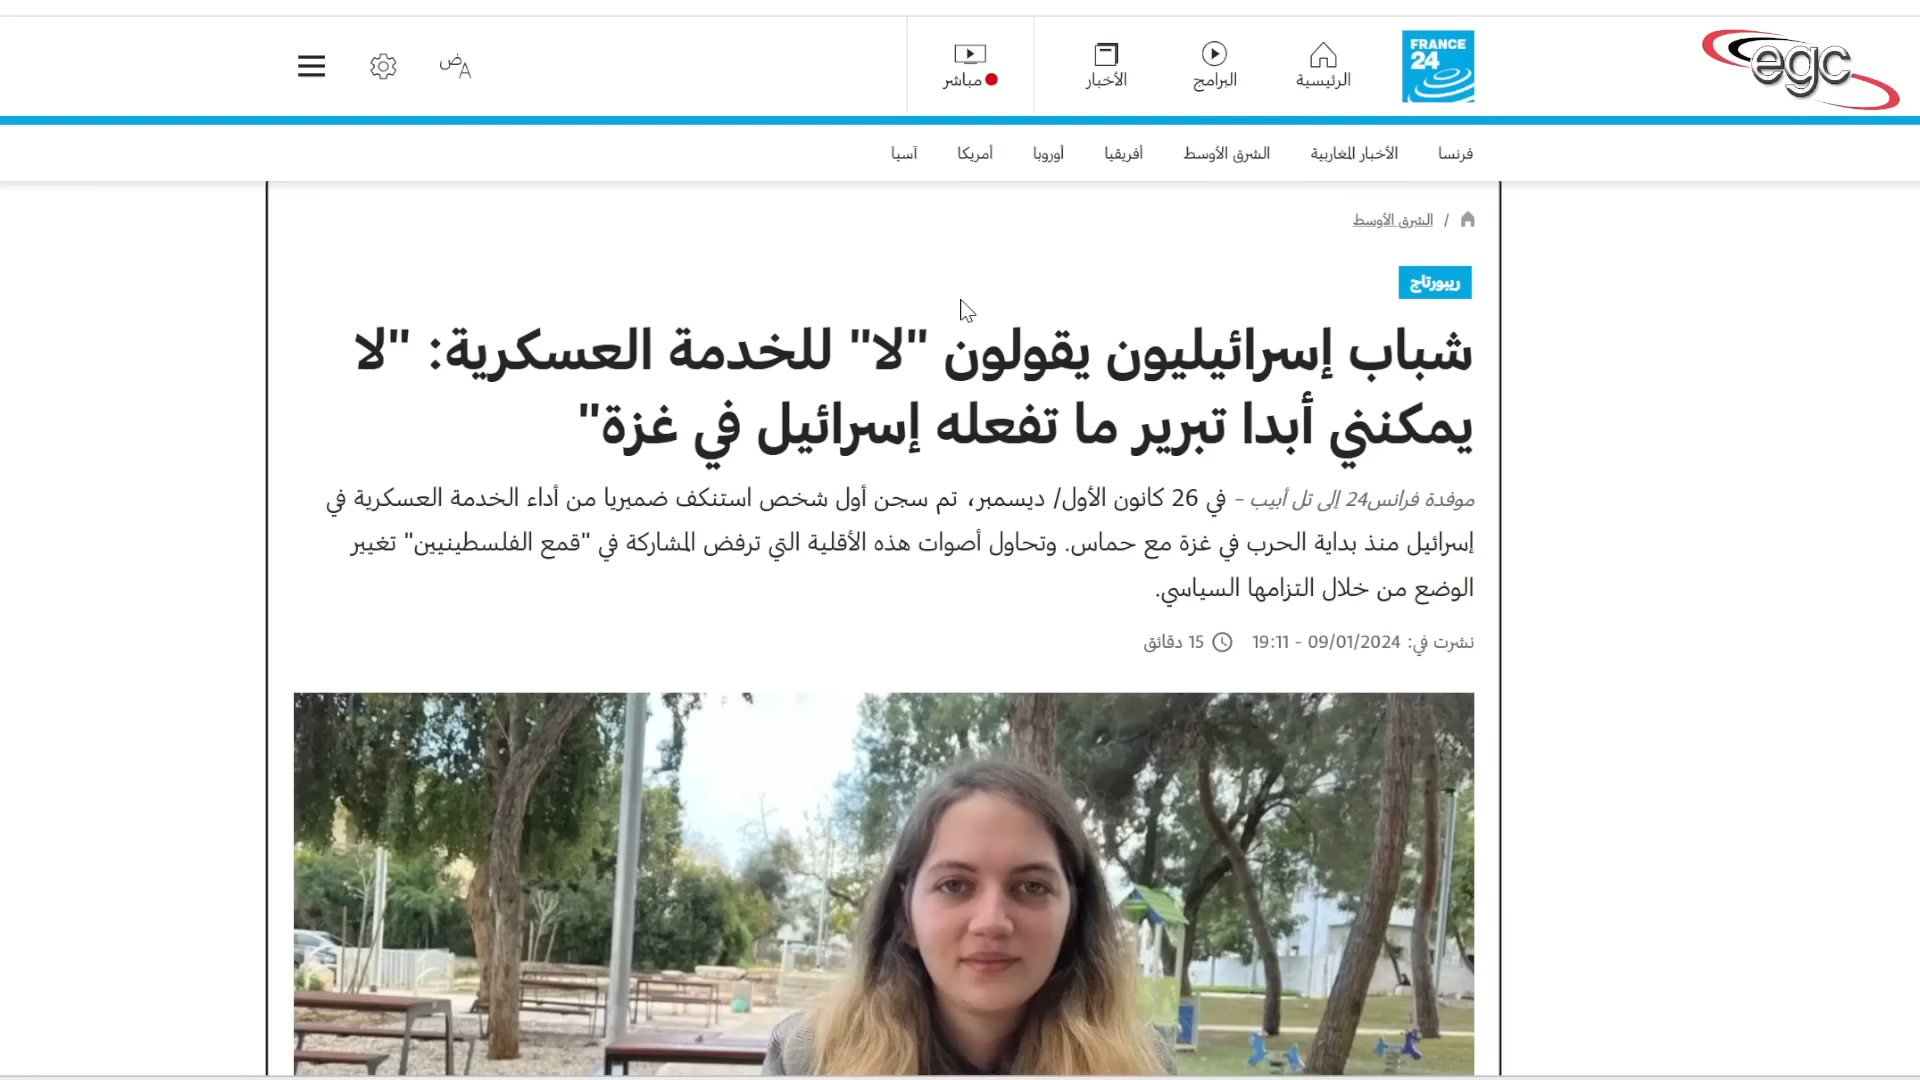 egc
FRANCE
24
الرئيسية
البرامج
الأخبار
مباشر
ض
A
فرنسا
الأخبار المغاربية
الشرق الأوسط
أفريقيا
أوروبا
أمريكا
آسيا
/ الشرق الأوسط
ريبورتاج
شباب إسرائيليون يقولون "لا" للخدمة العسكرية: "لا
يمكنني أبدا تبرير ما تفعله إسرائيل في غزة"
موفدة فرانس24 إلى تل أبيب – في 26 كانون الأول/ ديسمبر، تم سجن أول شخص استنكف ضميريا من أداء الخدمة العسكرية في
إسرائيل منذ بداية الحرب في غزة مع حماس. وتحاول أصوات هذه الأقلية التي ترفض المشاركة في "قمع الفلسطينيين" تغيير
الوضع من خلال التزامها السياسي.
نشرت في: 09/01/2024 - 19:11 15 دقائق